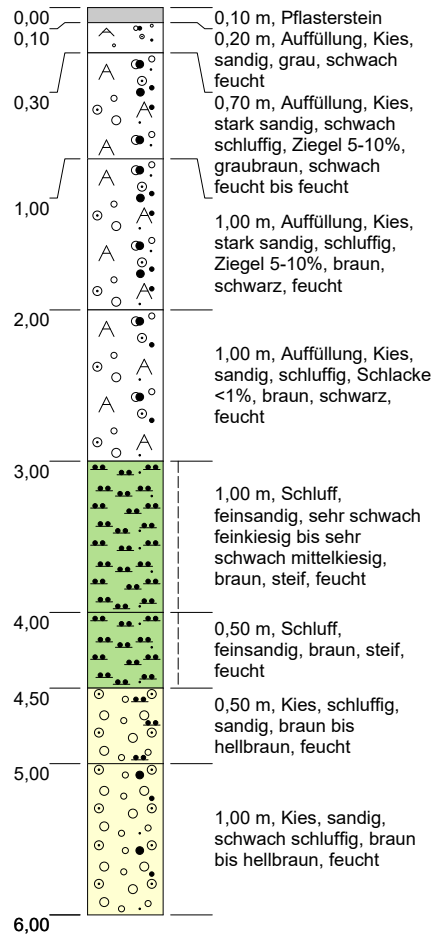 0,00
0,10 m, Pflasterstein
0,10
0,20 m, Auffüllung, Kies,
sandig, grau, schwach
feucht
0,30
0,70 m, Auffüllung, Kies,
stark sandig, schwach
schluffig, Ziegel 5-10%,
graubraun, schwach
feucht bis feucht
1,00
1,00 m, Auffüllung, Kies,
stark sandig, schluffig,
Ziegel 5-10%, braun,
schwarz, feucht
2,00
1,00 m, Auffüllung, Kies,
sandig, schluffig, Schlacke
<1%, braun, schwarz,
feucht
3,00
1,00 m, Schluff,
feinsandig, sehr schwach
feinkiesig bis sehr
schwach mittelkiesig,
braun, steif, feucht
4,00
0,50 m, Schluff,
feinsandig, braun, steif,
feucht
4,50
0,50 m, Kies, schluffig,
sandig, braun bis
hellbraun, feucht
5,00
1,00 m, Kies, sandig,
schwach schluffig, braun
bis hellbraun, feucht
6,00